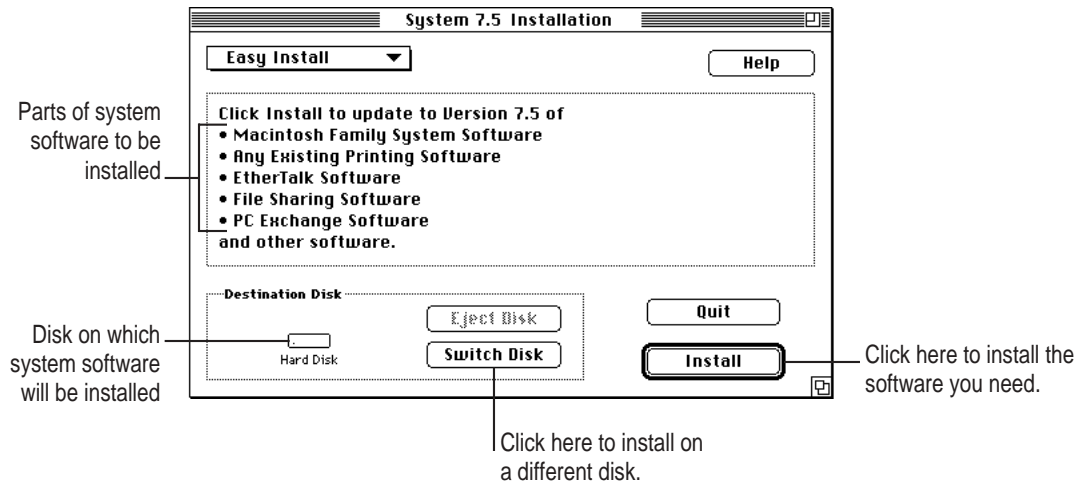 System 7.5 Installation
Easy Install
Help
Parts of system
software to be
installed
Click Install to update to Version 7.5 of
• Macintosh Family System Software
• Any Existing Printing Software
• EtherTalk Software
• File Sharing Software
• PC Exchange Software
and other software.
Destination Disk
Eject Disk
Quit
Disk on which
system software
will be installed
Hard Disk
Switch Disk
Install
Click here to install the
software you need.
Click here to install on
a different disk.